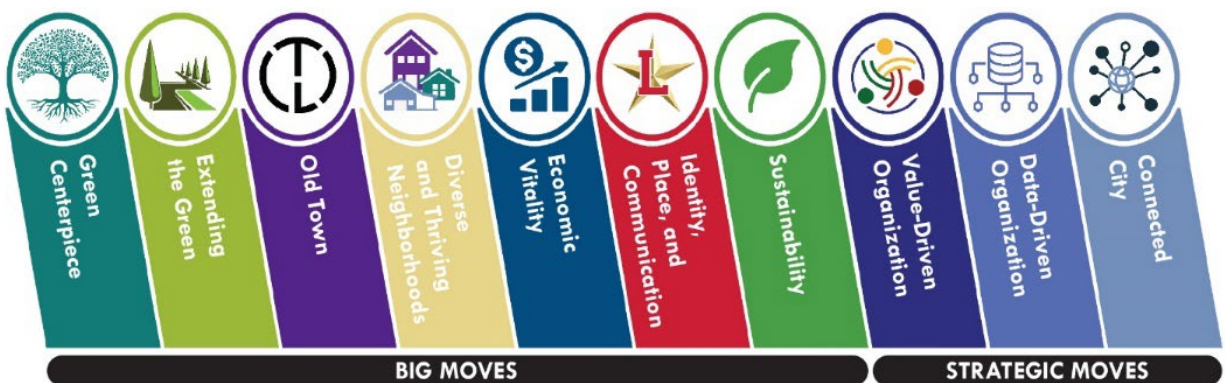 Green
Centerpiece
Extending
the Green
Old Town
Diverse
and Thriving
Neighborhoods
$
Economic
Vitality
L
Identity,
Place, and
Communication
Sustainability
Value-Driven
Organization
Data-Driven
Organization
Connected
City
BIG MOVES
STRATEGIC MOVES